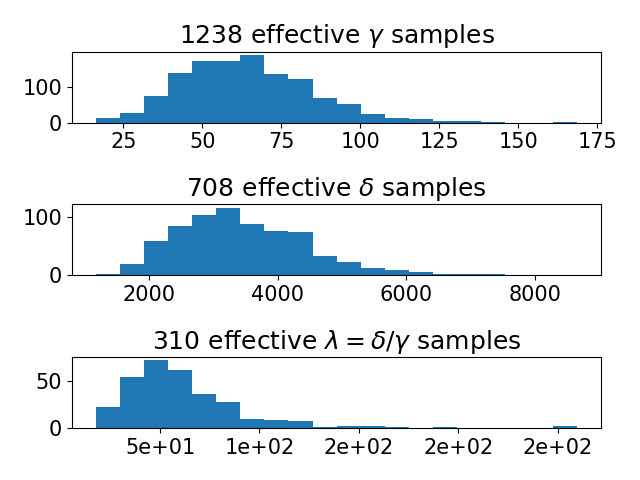 1238 effective γ samples
100
0
25 50 75 100 125 150 175
708 effective δ samples
100
0
2000 4000 6000 8000
310 effective λ = δ/γ samples
50
0
5e+01 1e+02 2e+02 2e+02 2e+02